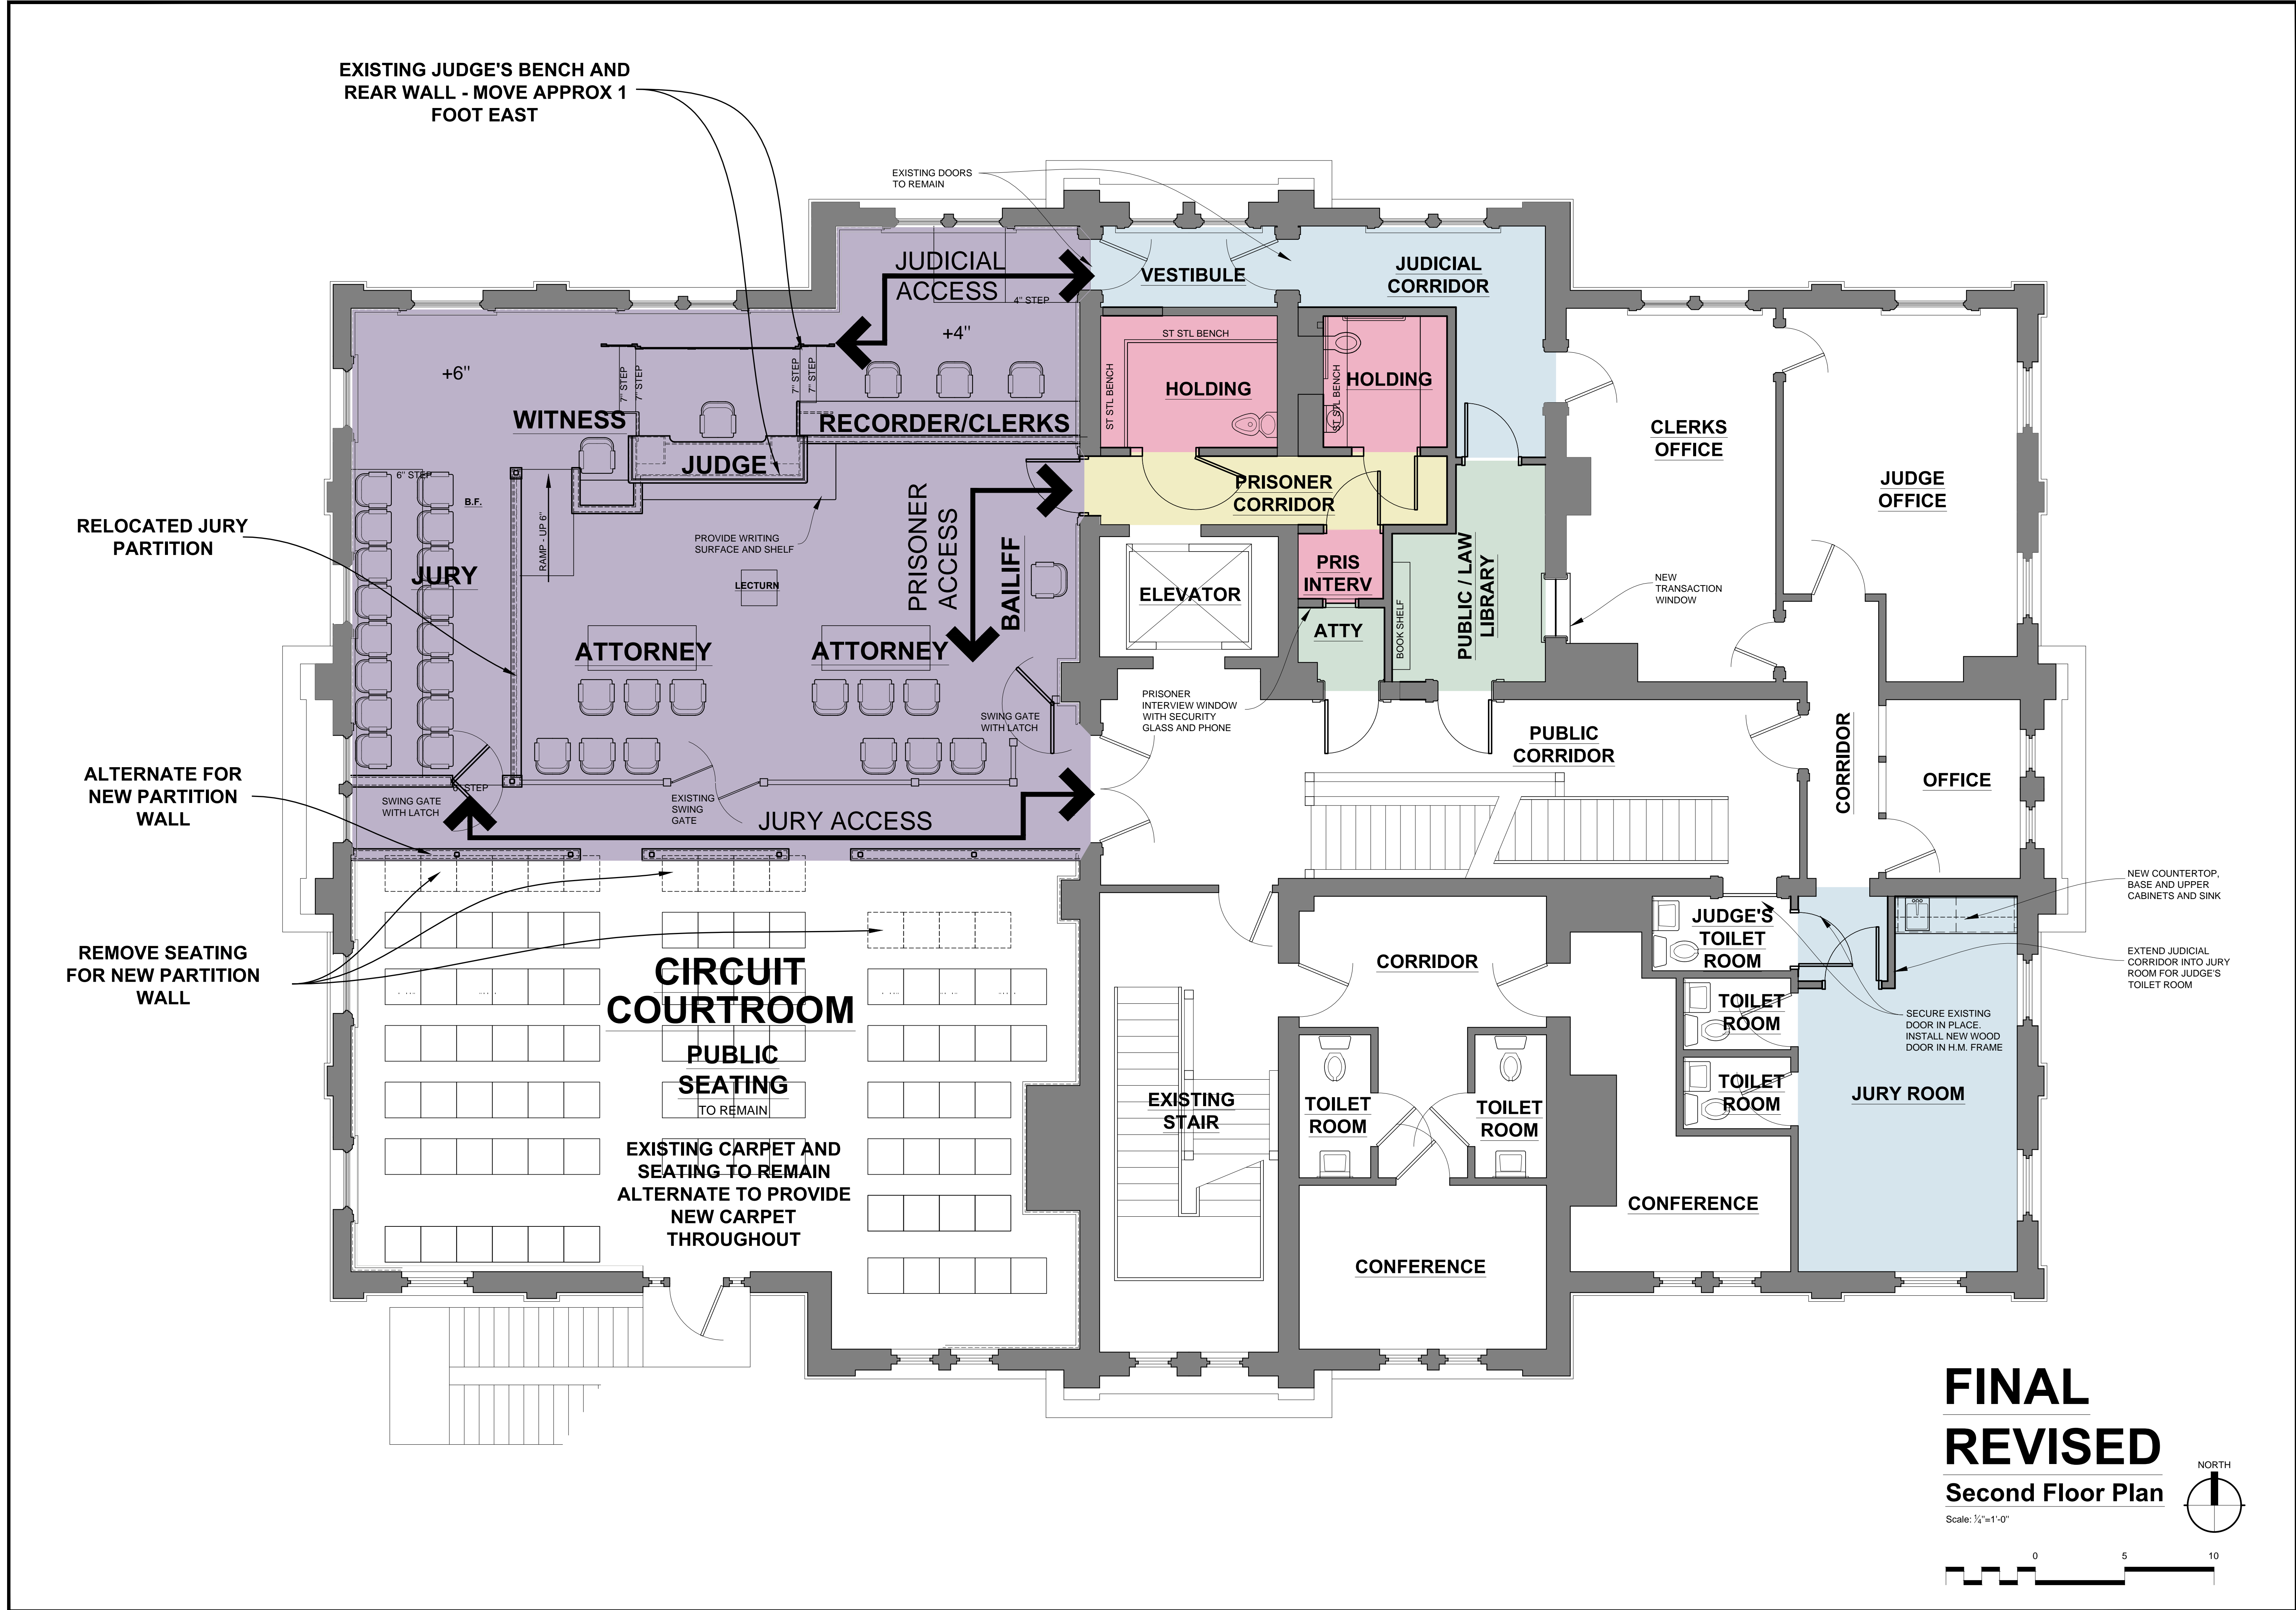 EXISTING JUDGE'S BENCH AND
REAR WALL - MOVE APPROX 1
FOOT EAST
EXISTING DOORS
TO REMAIN
JUDICIAL
ACCESS
4" STEP
+4"
VESTIBULE
JUDICIAL
CORRIDOR
+6"
7" STEP
7" STEP
7" STEP
7" STEP
WITNESS
RECORDER/CLERKS
JUDGE
ST STL BENCH
ST STL BENCH
HOLDING
ST STL BENCH
HOLDING
CLERKS
OFFICE
JUDGE
OFFICE
6" STEP
B.F.
RAMP - UP 6"
RELOCATED JURY
PARTITION
JURY
PROVIDE WRITING
SURFACE AND SHELF
LECTURN
PRISONER
ACCESS
BAILIFF
PRISONER
CORRIDOR
PRIS
INTERV
ELEVATOR
ATTY
BOOK SHELF
PUBLIC / LAW
LIBRARY
NEW
TRANSACTION
WINDOW
ATTORNEY
ATTORNEY
PRISONER
INTERVIEW WINDOW
WITH SECURITY
GLASS AND PHONE
SWING GATE
WITH LATCH
PUBLIC
CORRIDOR
CORRIDOR
OFFICE
ALTERNATE FOR
NEW PARTITION
WALL
6" STEP
SWING GATE
WITH LATCH
EXISTING
SWING
GATE
JURY ACCESS
NEW COUNTERTOP,
BASE AND UPPER
CABINETS AND SINK
REMOVE SEATING
FOR NEW PARTITION
WALL
JUDGE'S
TOILET
ROOM
EXTEND JUDICIAL
CORRIDOR INTO JURY
ROOM FOR JUDGE'S
TOILET ROOM
CIRCUIT
COURTROOM
PUBLIC
SEATING
TO REMAIN
EXISTING CARPET AND
SEATING TO REMAIN
ALTERNATE TO PROVIDE
NEW CARPET
THROUGHOUT
CORRIDOR
TOILET
ROOM
SECURE EXISTING
DOOR IN PLACE.
INSTALL NEW WOOD
DOOR IN H.M. FRAME
TOILET
ROOM
JURY ROOM
EXISTING
STAIR
TOILET
ROOM
TOILET
ROOM
CONFERENCE
CONFERENCE
FINAL
REVISED
Second Floor Plan
Scale: ¼"=1'-0"
NORTH
0 5 10